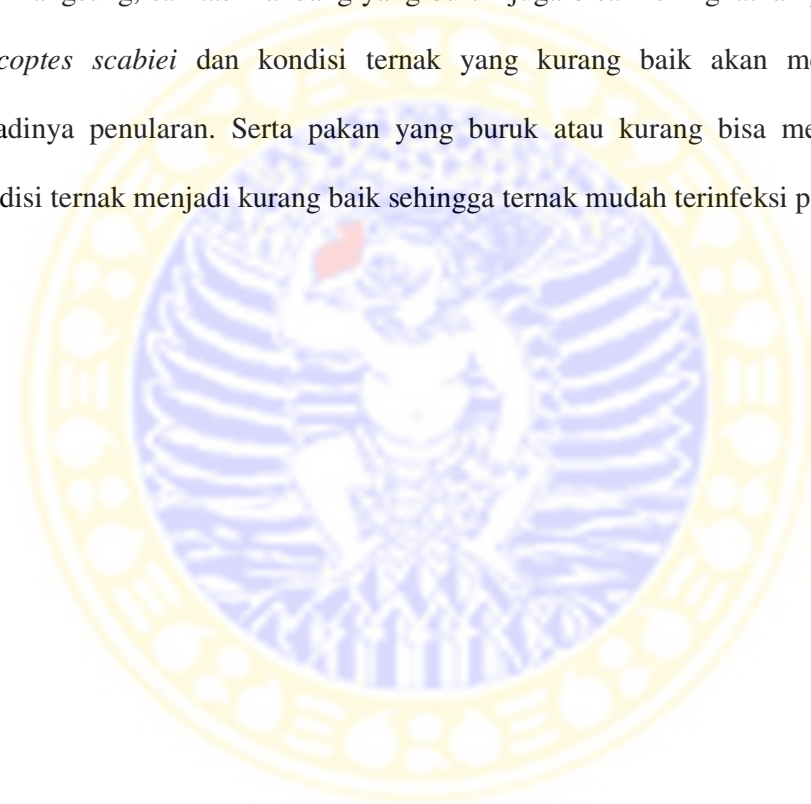 coptes scabiei dan kondisi ternak yang kurang baik akan me
adinya penularan. Serta pakan yang buruk atau kurang bisa me
disi ternak menjadi kurang baik sehingga ternak mudah terinfeksi p